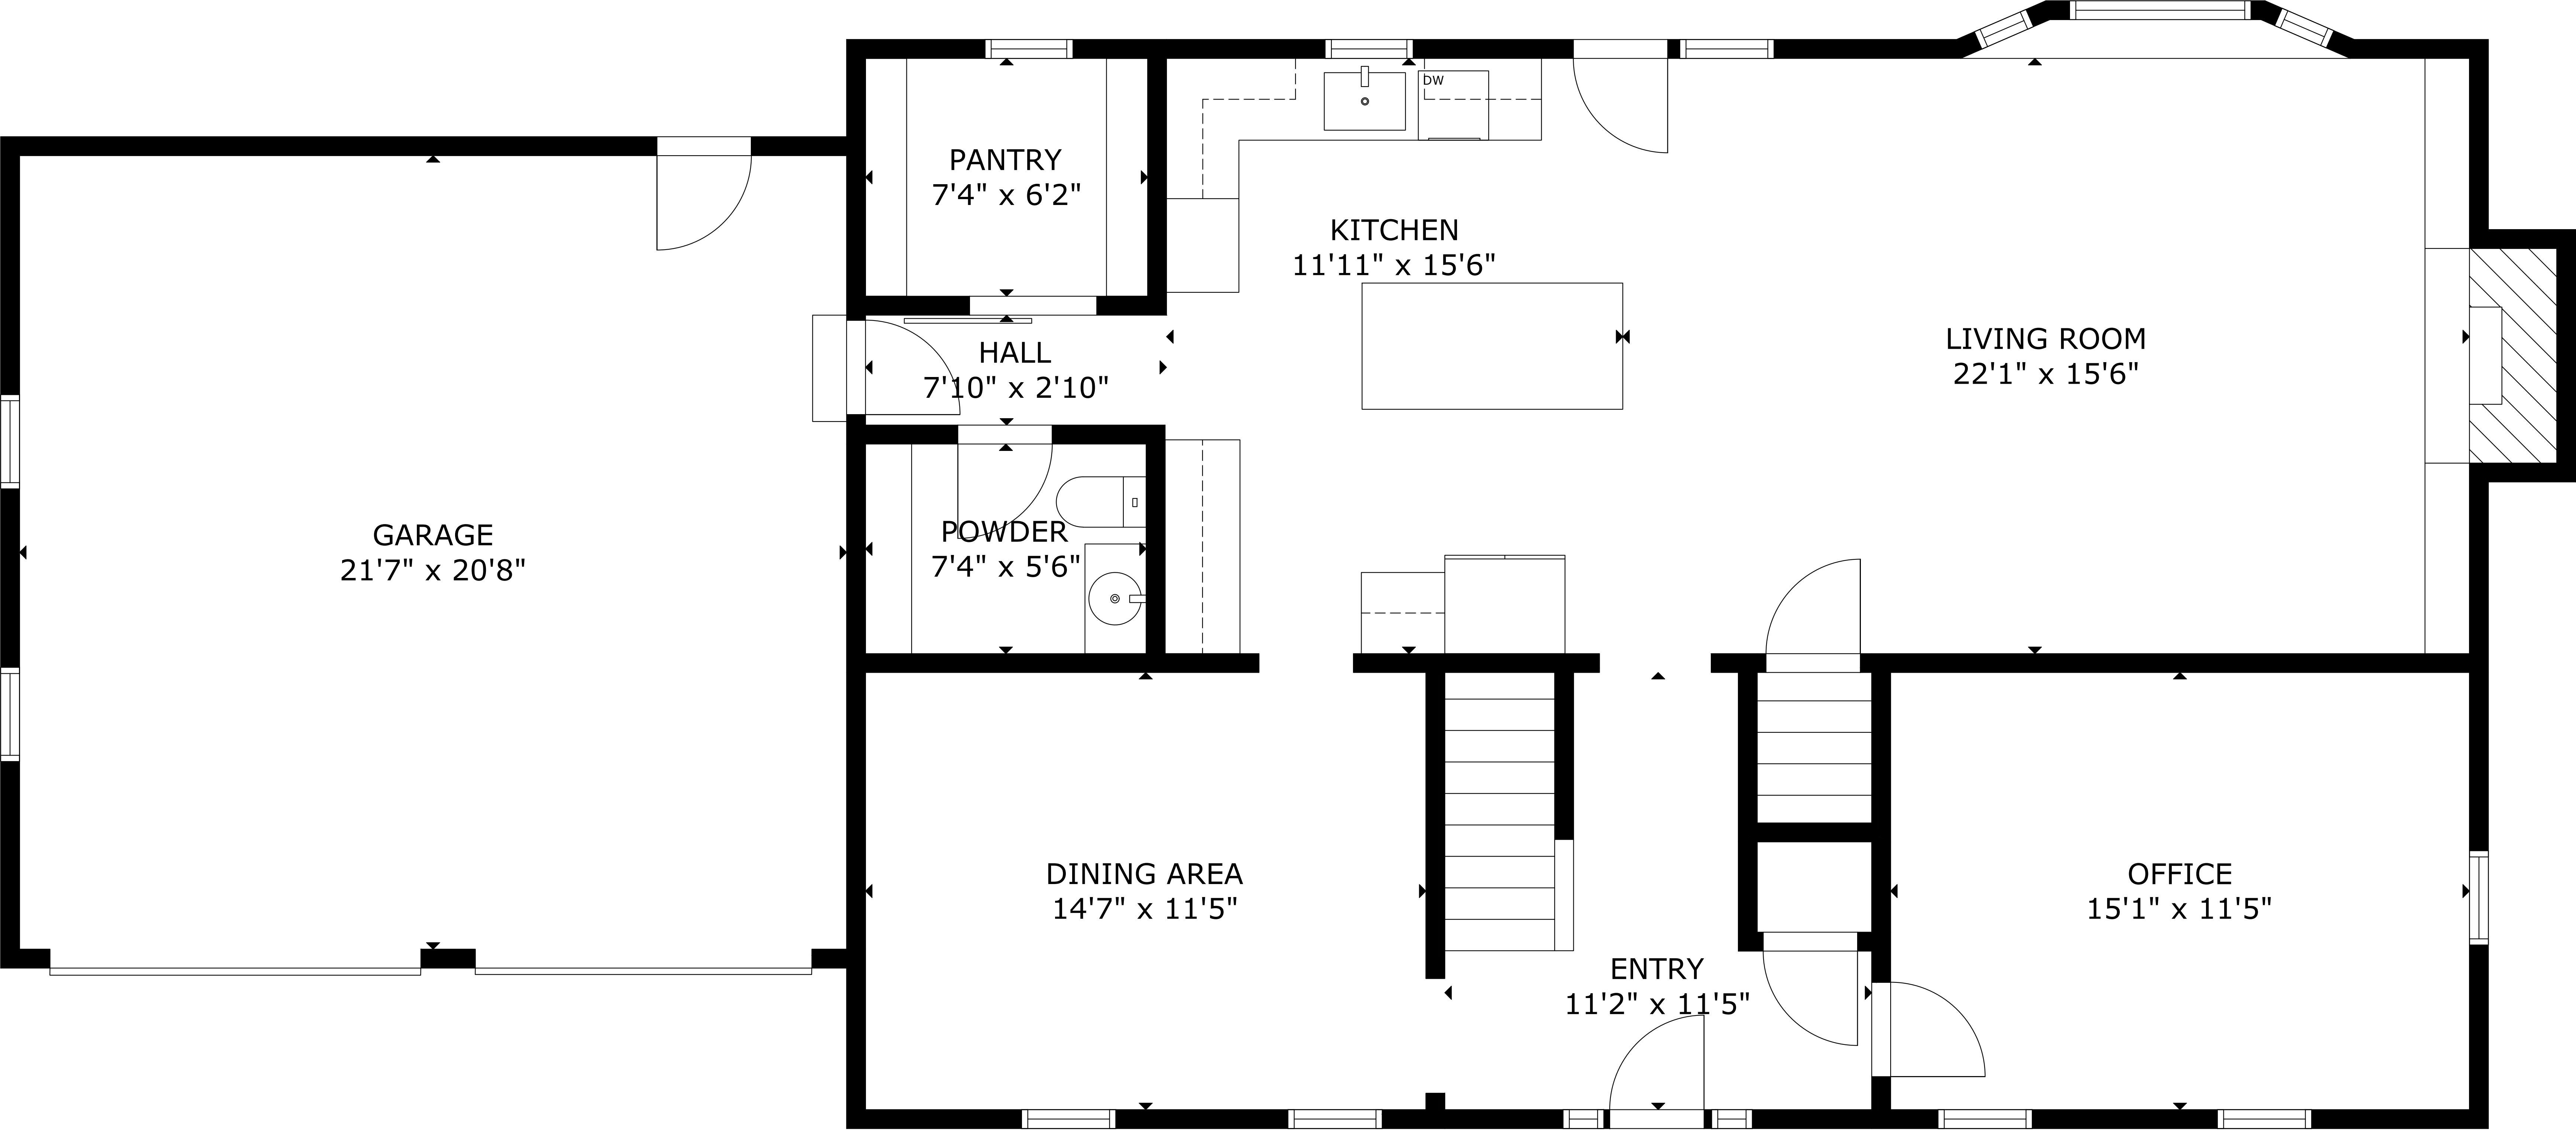 DW
PANTRY
7'4" x 6'2"
KITCHEN
11'11" x 15'6"
HALL
7'10" x 2'10"
LIVING ROOM
22'1" x 15'6"
GARAGE
21'7" x 20'8"
POWDER
7'4" x 5'6"
DINING AREA
14'7" x 11'5"
OFFICE
15'1" x 11'5"
ENTRY
11'2" x 11'5"